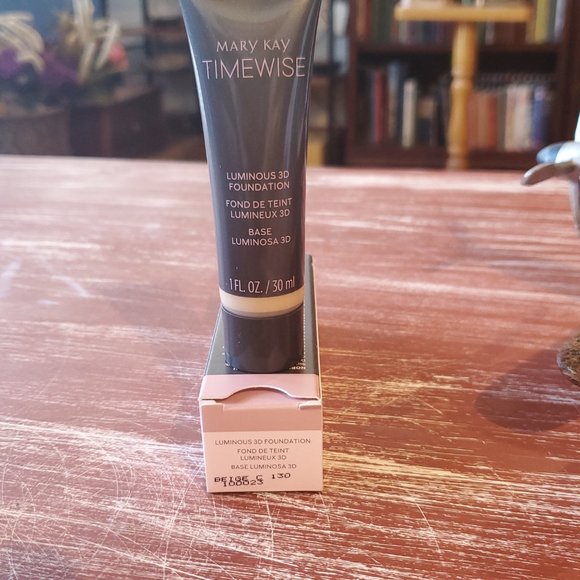 MARY KAY
TIMEWISE
LUMINOUS 3D
FOUNDATION
FOND DE TEINT
LUMINEUX 3D
BASE
LUMINOSA 3D
1 FL. OZ. / 30 ml
LUMINOUS 3D FOUNDATION
FOND DE TEINT
LUMINEUX 3D
BASE LUMINOSA 3D
BEIGE C 130
100023